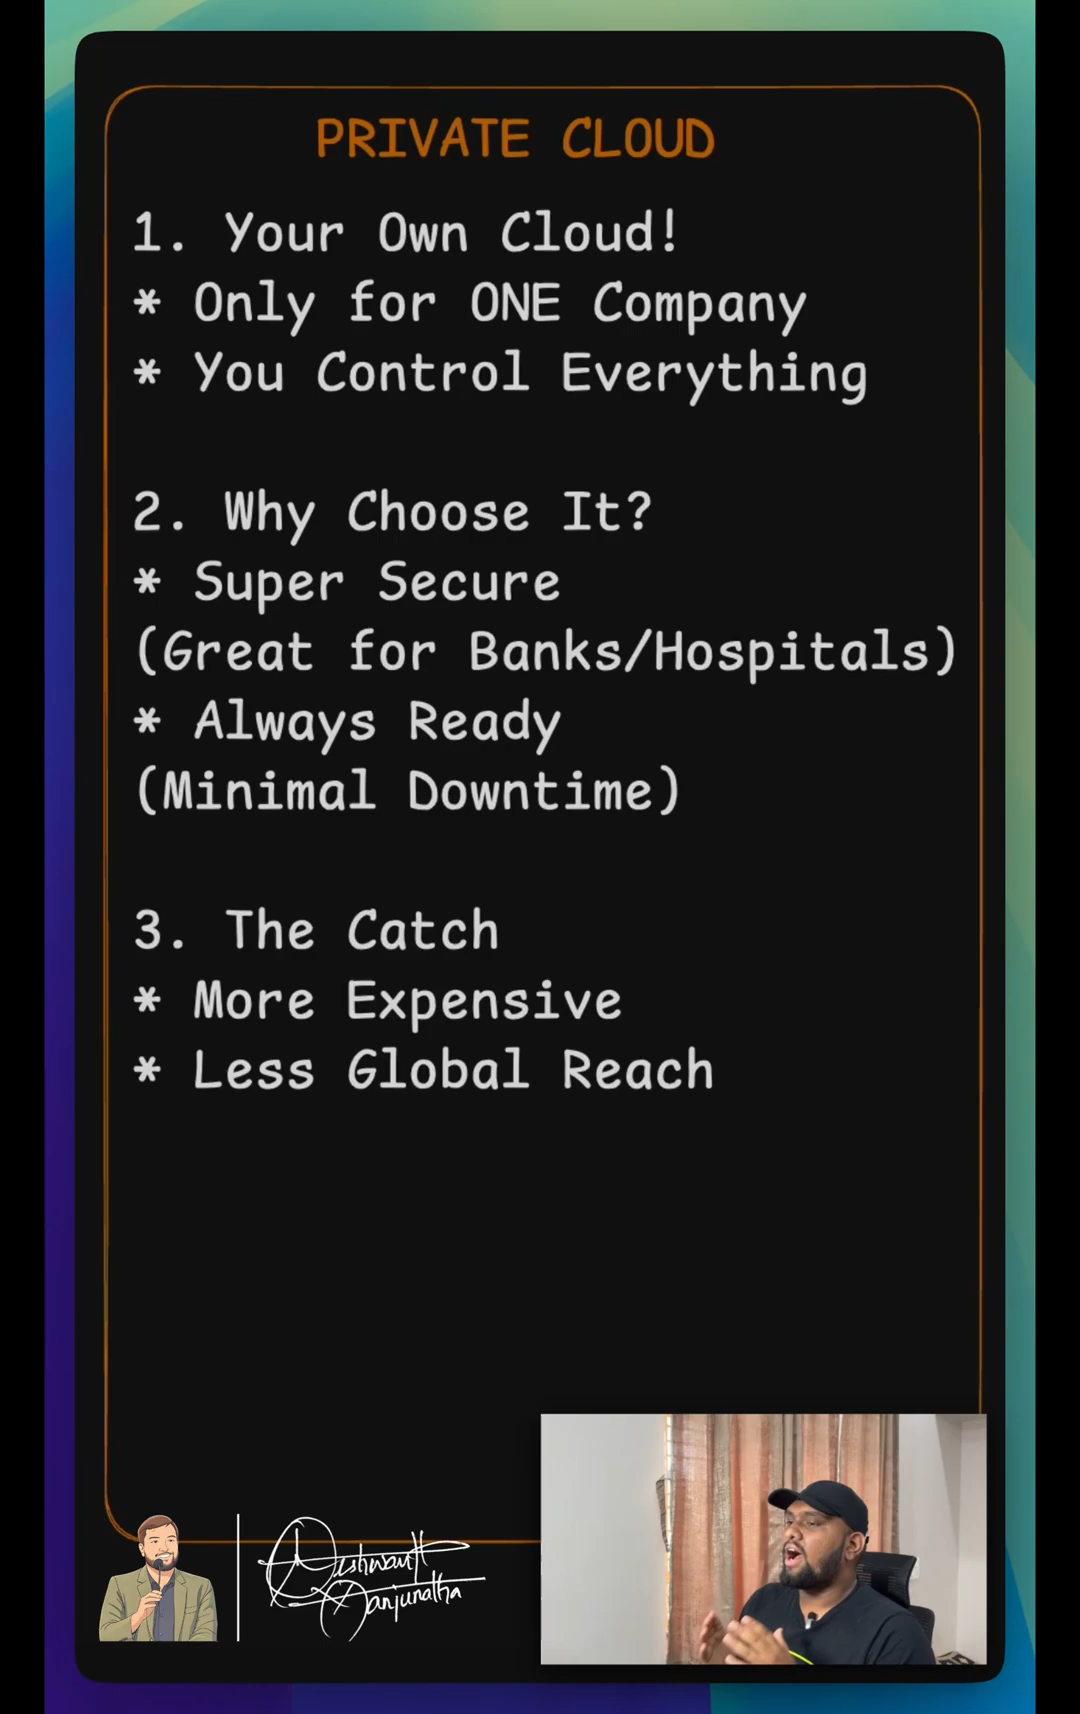 PRIVATE CLOUD
1. Your Own Cloud!
* Only for ONE Company
* You Control Everything
2. Why Choose It?
* Super Secure
(Great for Banks/Hospitals)
* Always Ready
(Minimal Downtime)
3. The Catch
* More Expensive
* Less Global Reach
Manjunatha